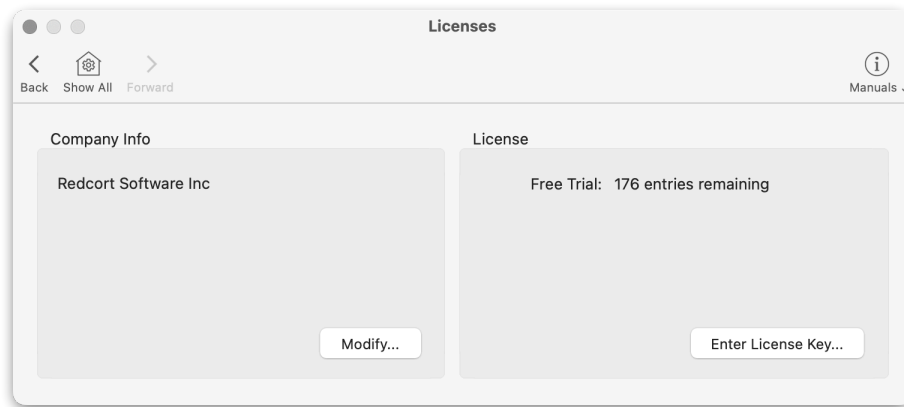 Licenses
Back Show All Forward
Manuals
Company Info
Redcort Software Inc
Modify...
License
Free Trial: 176 entries remaining
Enter License Key...